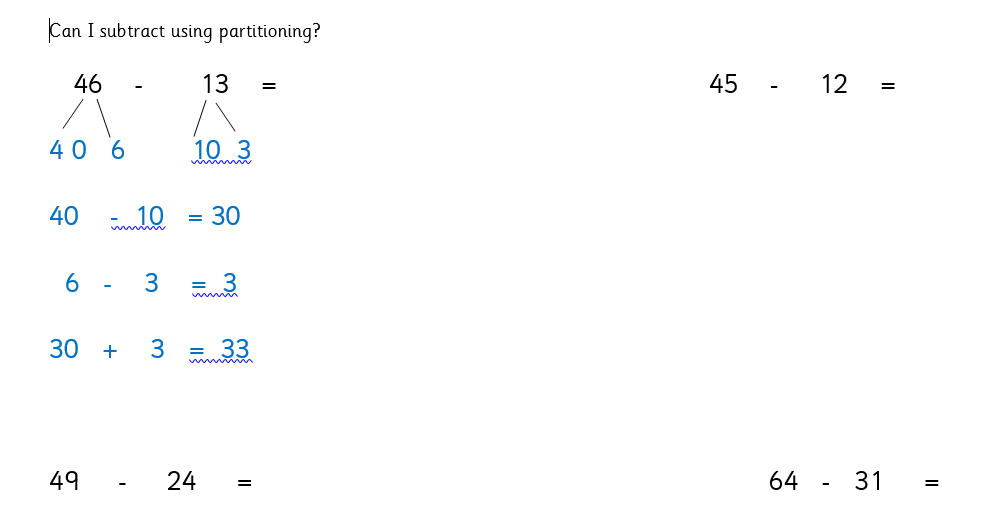 Can I subtract using partitioning?
46 - 13 =
45 - 12 =
4 0 6 10 3
40 - 10 = 30
6 - 3 = 3
30 + 3 = 33
49 - 24 =
64 - 31 =